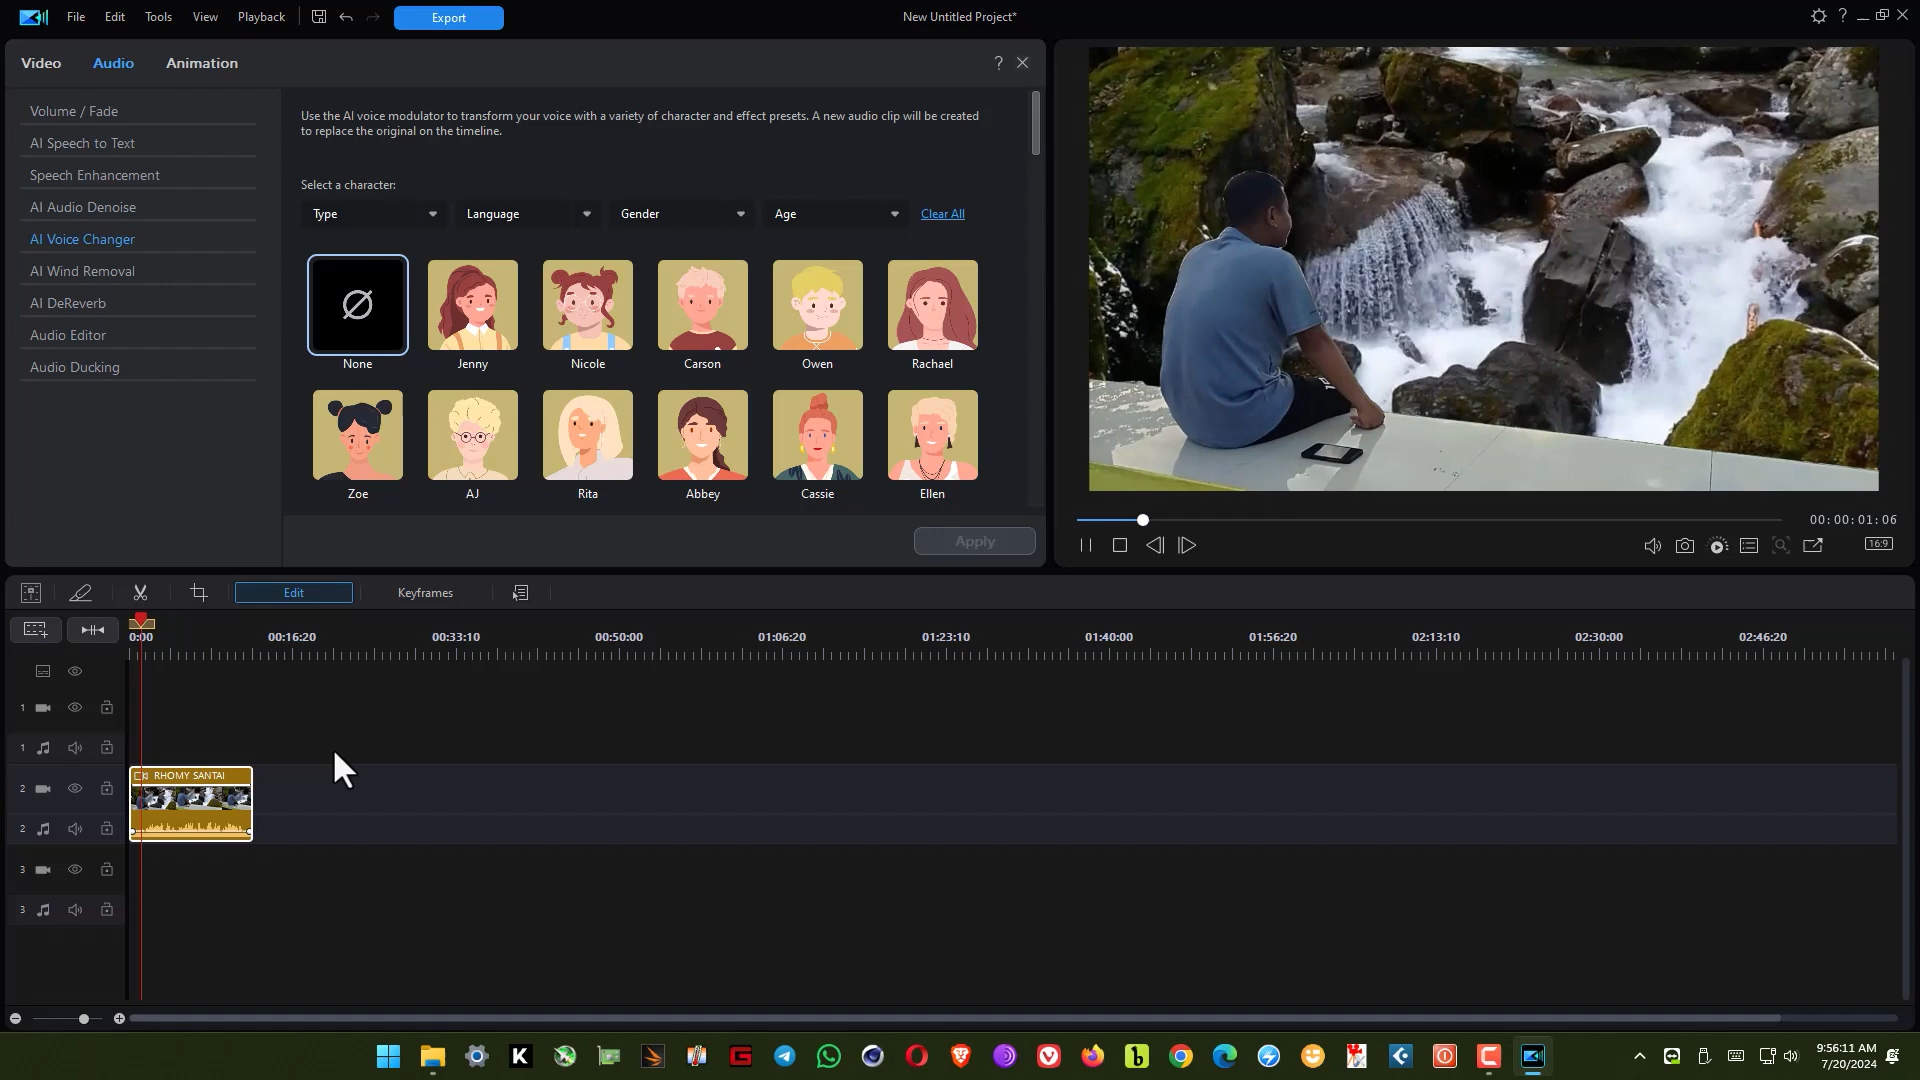 File Edit Tools View Playback Export New Untitled Project*
Video Audio Animation
Volume / Fade
AI Speech to Text
Speech Enhancement
AI Audio Denoise
AI Voice Changer
AI Wind Removal
AI DeReverb
Audio Editor
Audio Ducking
Use the AI voice modulator to transform your voice with a variety of character and effect presets. A new audio clip will be created
to replace the original on the timeline.
Select a character:
Type Language Gender Age Clear All
None Jenny Nicole Carson Owen Rachael
Zoe AJ Rita Abbey Cassie Ellen
Apply
00:00:01:06
16:9
Edit Keyframes
0:00 00:16:20 00:33:10 00:50:00 01:06:20 01:23:10 01:40:00 01:56:20 02:13:10 02:30:00 02:46:20
1
1
2 RHOMY SANTAI
2
3
3
9:56:11 AM
7/20/2024